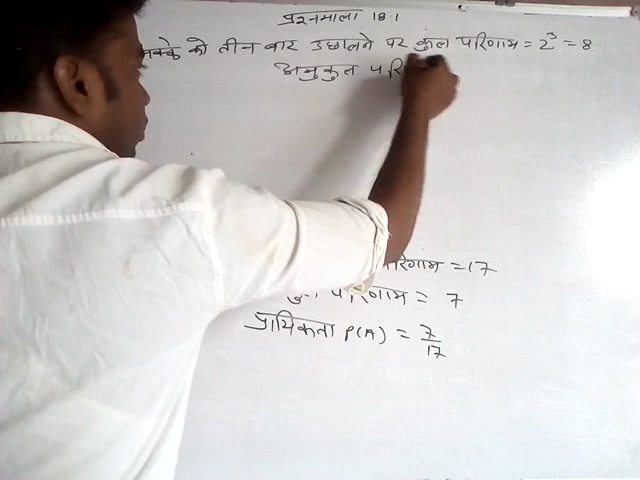 प्रश्नमाला 18.1
को तीन बार उछालने पर कुल परिणाम = 2³ = 8
अनुकुल परि
परिणाम = 17
परिणाम = 7
प्रायिकता P(A) = 7/17